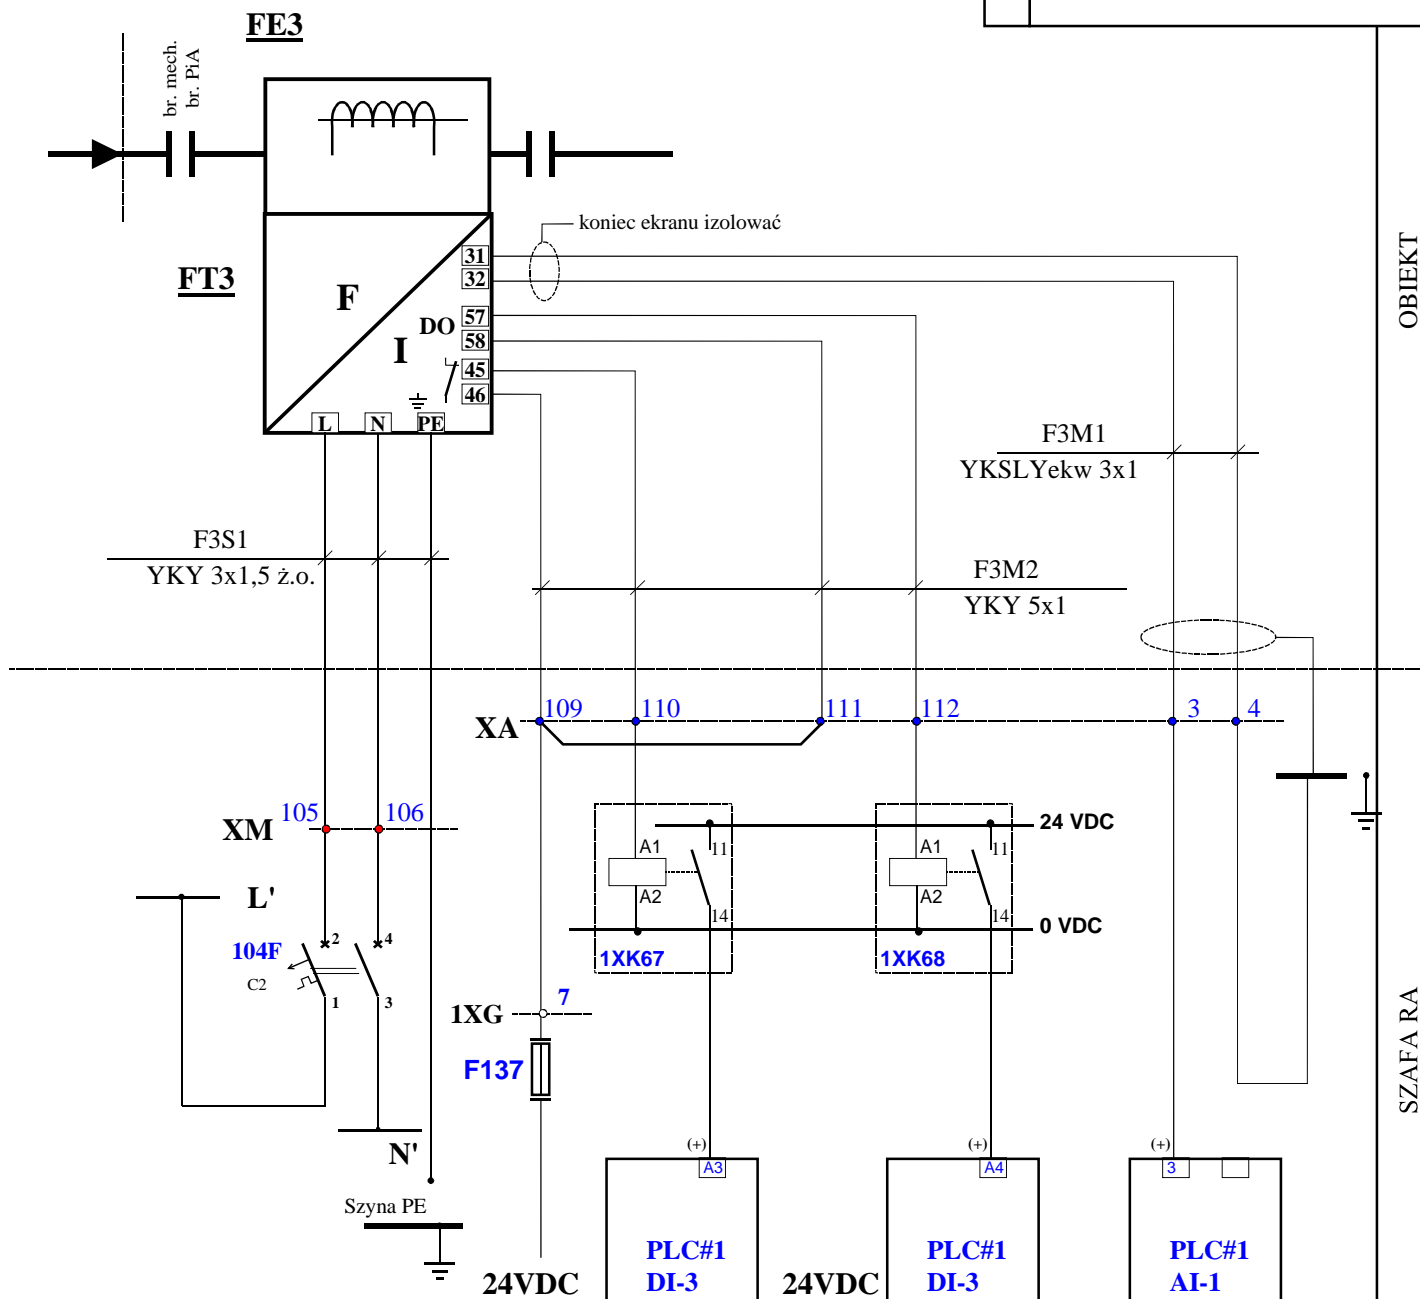 FE3
br. mech.
br. PiA
koniec ekranu izolować
FT3
F
I
DO
31
32
57
58
45
46
L
N
PE
OBIEKT
F3M1
YKSLYekw 3x1
F3S1
YKY 3x1,5 ż.o.
F3M2
YKY 5x1
XA
109
110
111
112
3
4
XM
105
106
24 VDC
A1
11
A2
14
1XK67
A1
11
A2
14
1XK68
0 VDC
L'
104F
C2
2
4
1
3
1XG
7
F137
N'
Szyna PE
SZAFA RA
(+)
A3
(+)
A4
(+)
3
PLC#1
DI-3
PLC#1
DI-3
PLC#1
AI-1
24VDC
24VDC